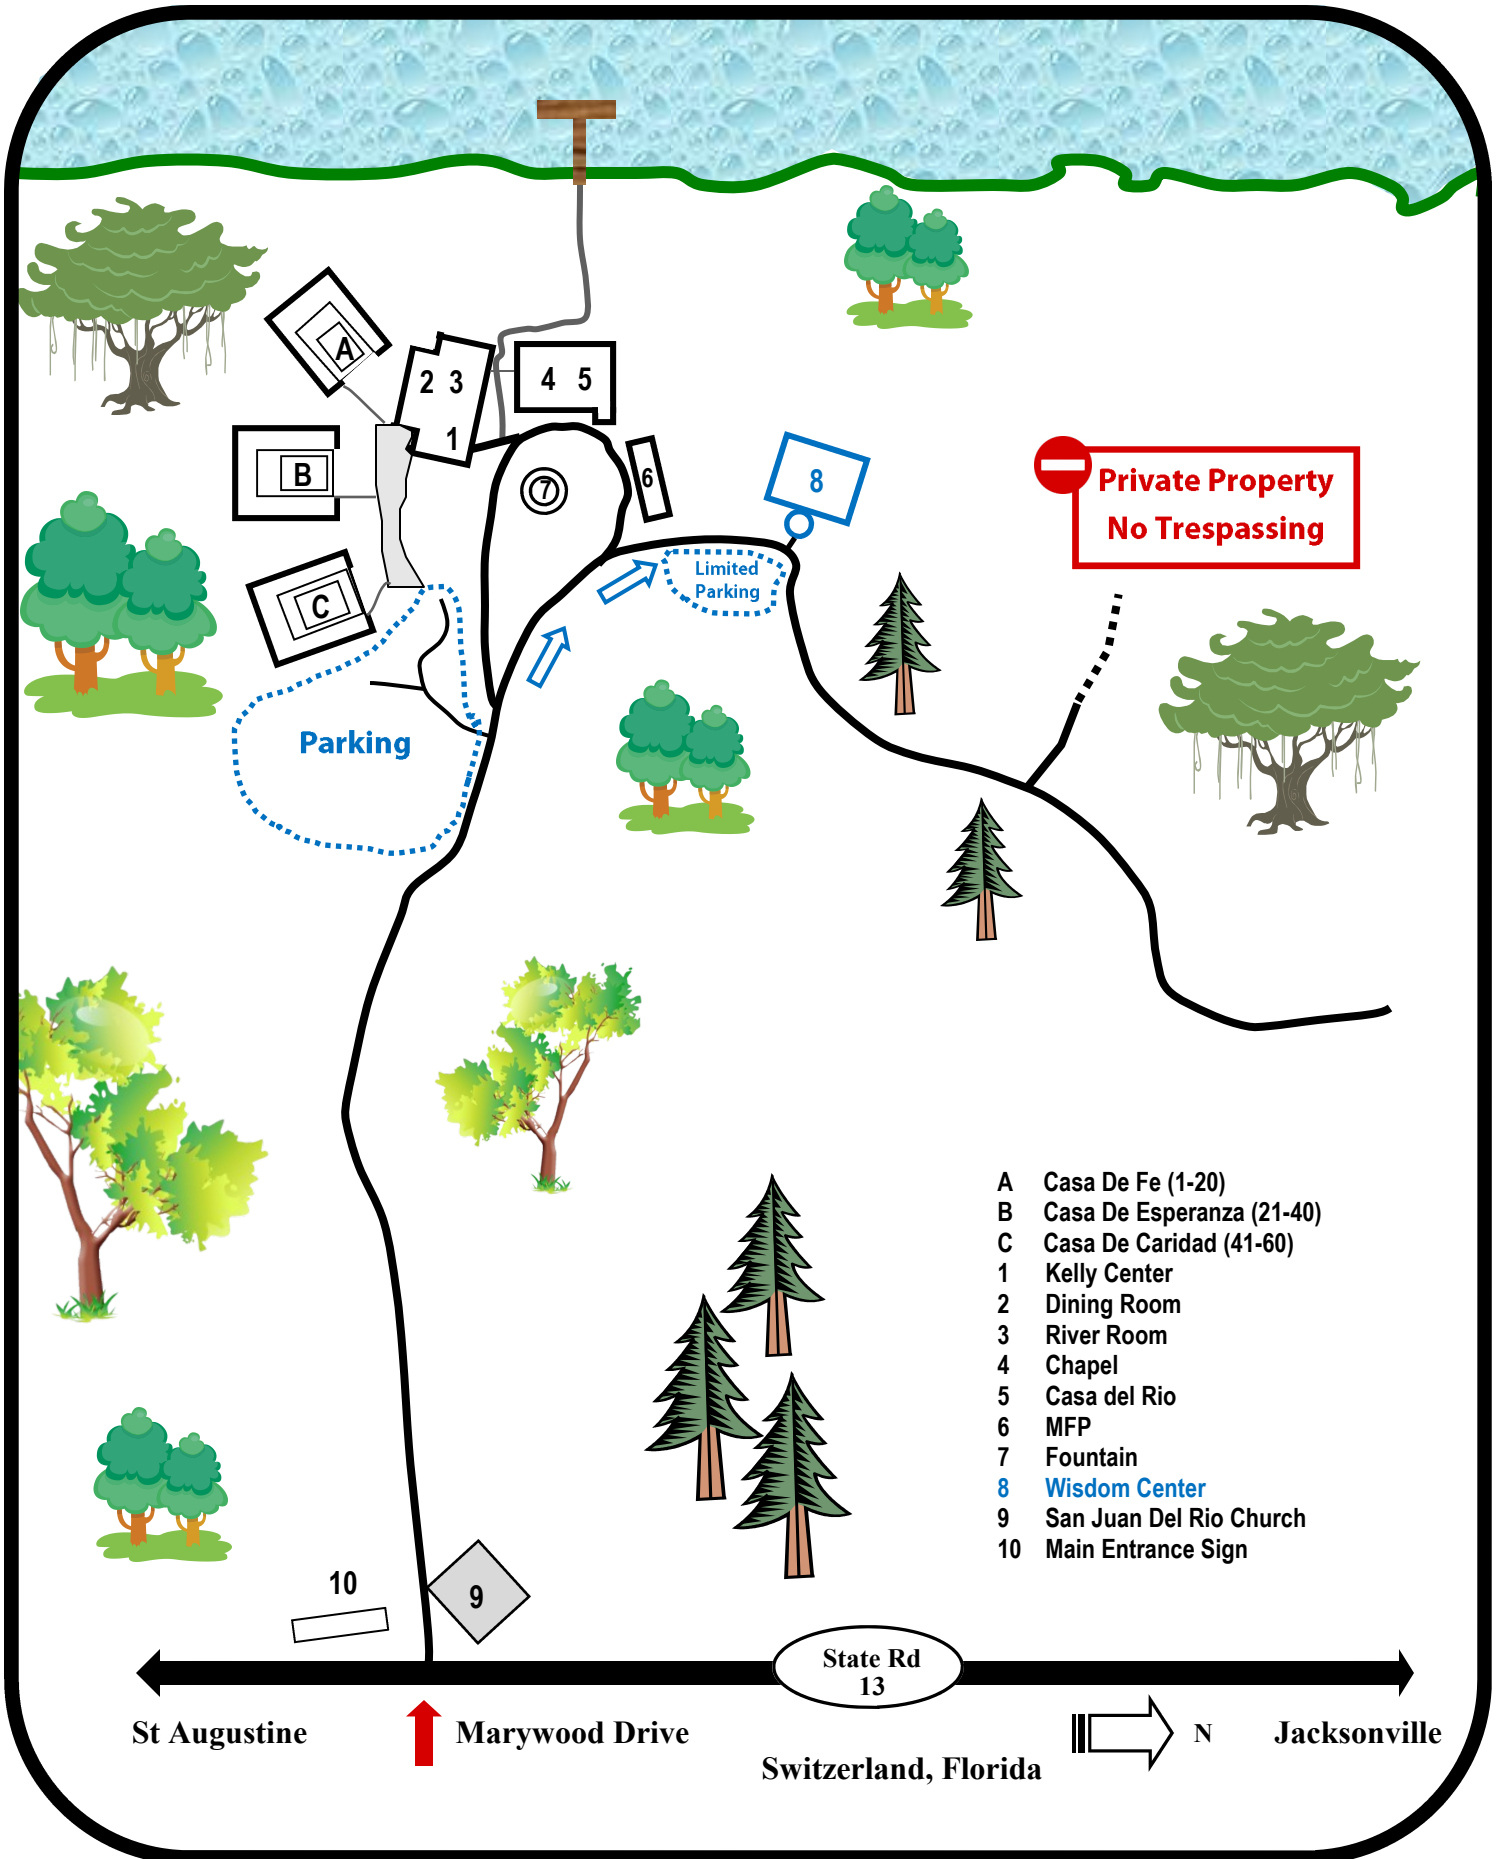 A
2 3
4 5
1
B
6
7
8
Private Property
No Trespassing
Limited
Parking
C
Parking
A Casa De Fe (1-20)
B Casa De Esperanza (21-40)
C Casa De Caridad (41-60)
1 Kelly Center
2 Dining Room
3 River Room
4 Chapel
5 Casa del Rio
6 MFP
7 Fountain
8 Wisdom Center
9 San Juan Del Rio Church
10 Main Entrance Sign
10
9
State Rd
13
St Augustine
Marywood Drive
N
Jacksonville
Switzerland, Florida